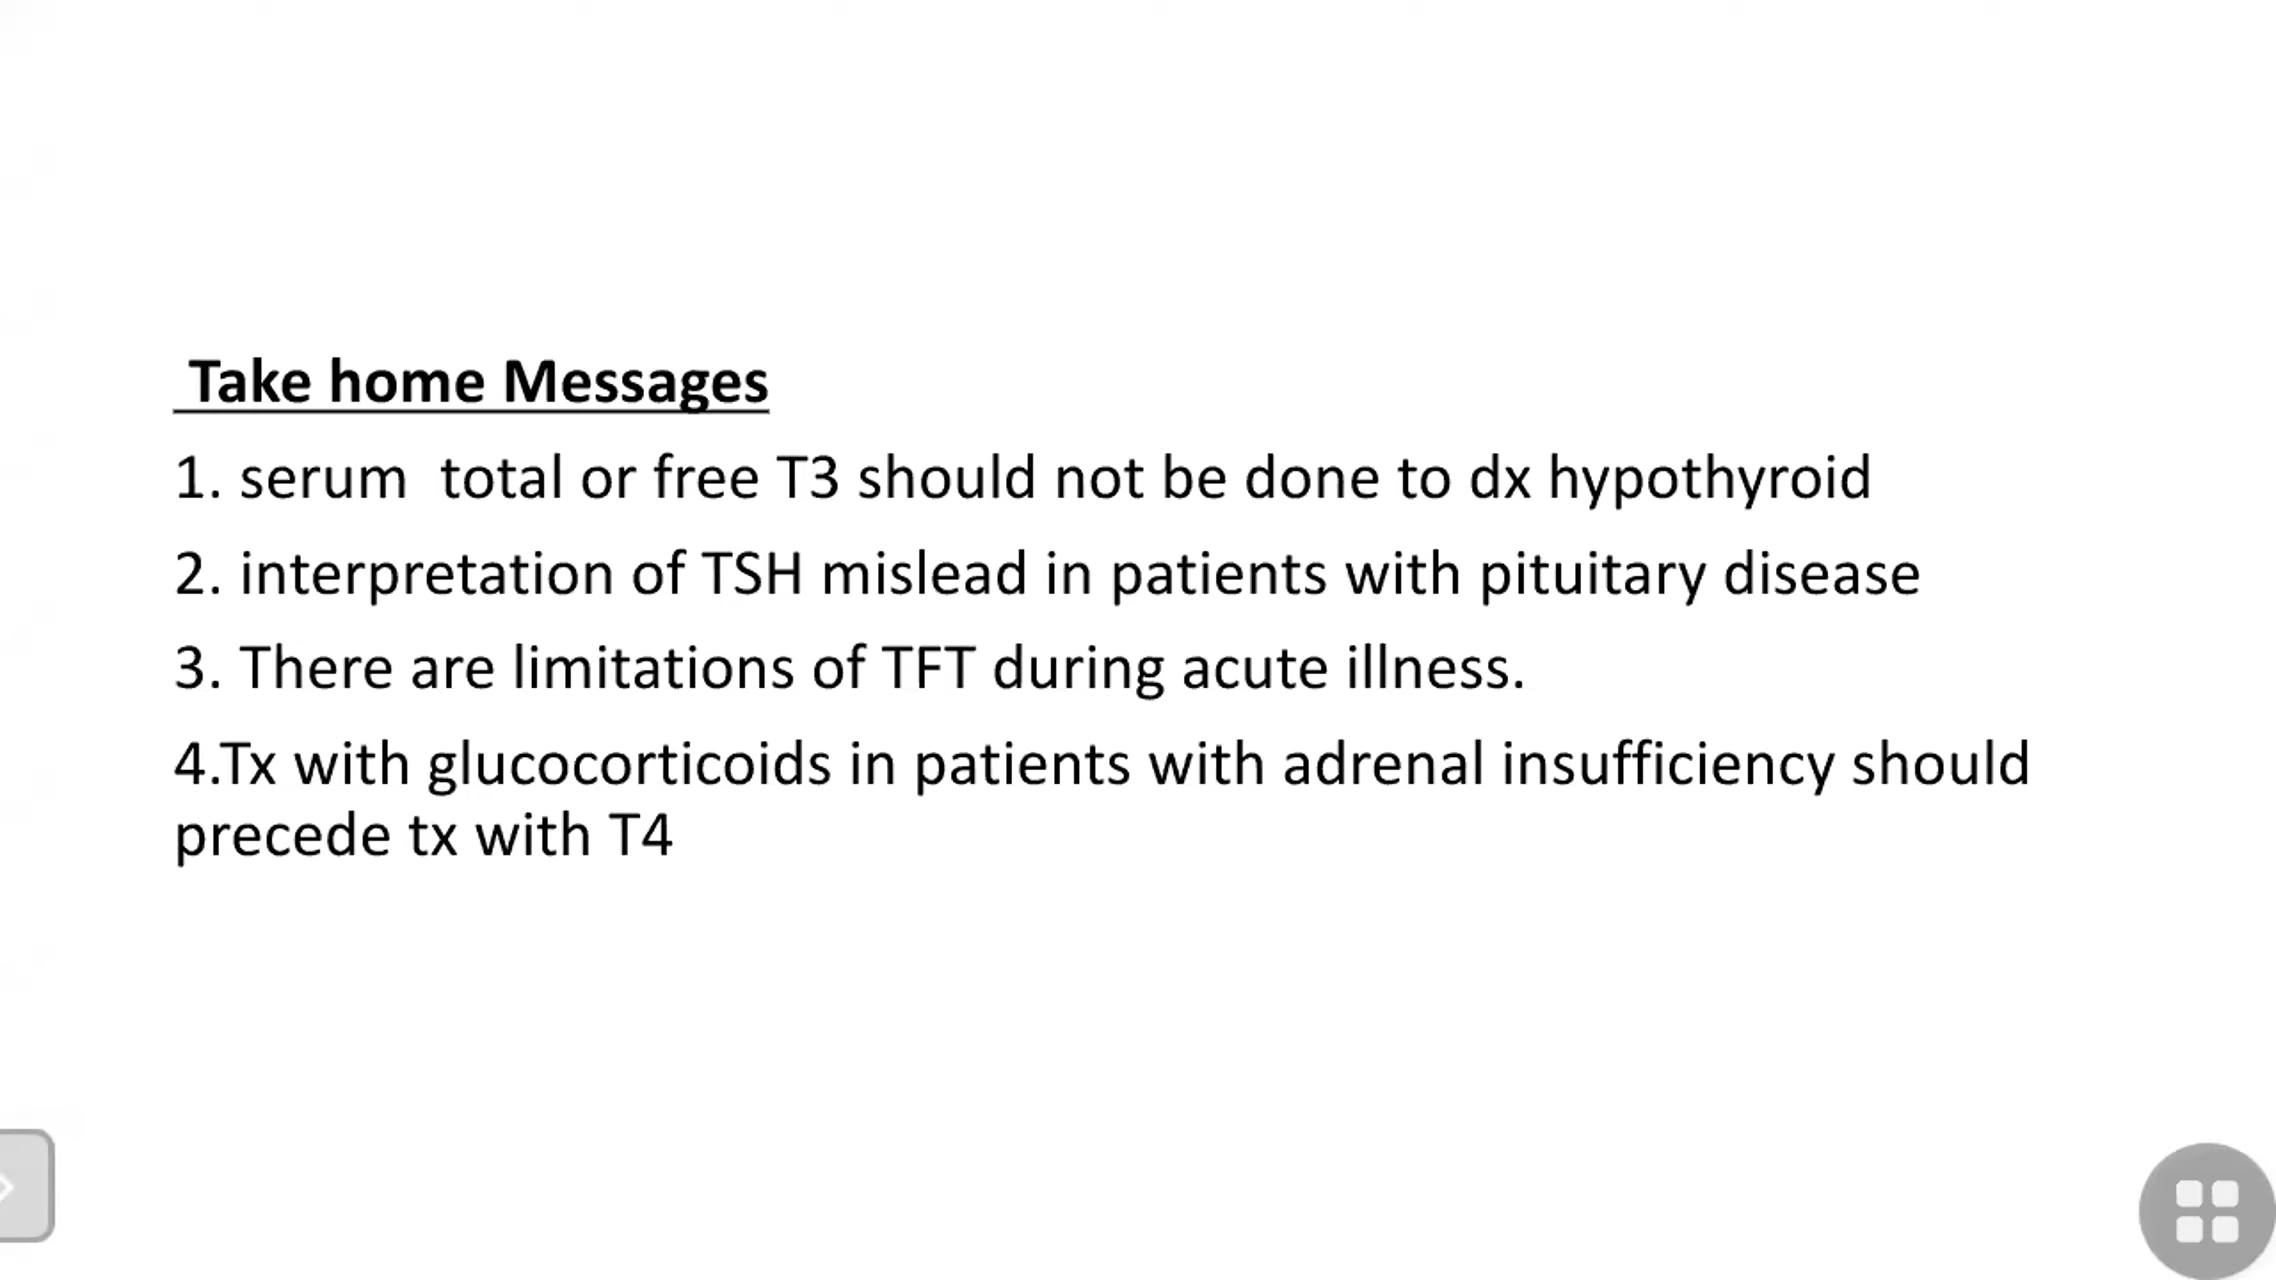 Take home Messages
1. serum  total or free T3 should not be done to dx hypothyroid
2. interpretation of TSH mislead in patients with pituitary disease
3. There are limitations of TFT during acute illness.
4.Tx with glucocorticoids in patients with adrenal insufficiency should
precede tx with T4